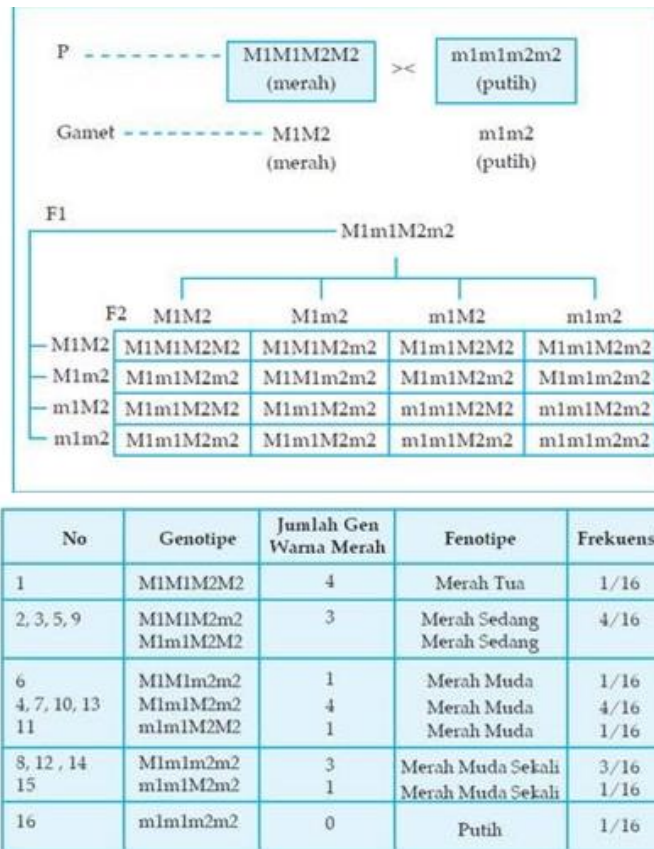 P M1M1M2M2 >< m1m1m2m2
(merah) (putih)
Gamet M1M2 m1m2
(merah) (putih)
F1
M1m1M2m2
F2 M1M2 M1m2 m1M2 m1m2
M1M2 M1M1M2M2 M1M1M2m2 M1m1M2M2 M1m1M2m2
M1m2 M1m1M2m2 M1M1m2m2 M1m1M2m2 M1m1m2m2
m1M2 M1m1M2M2 M1m1M2m2 m1m1M2M2 m1m1M2m2
m1m2 M1m1M2m2 M1m1M2m2 m1m1M2m2 m1m1m2m2
No Genotipe Jumlah Gen Fenotipe Frekuens
Warna Merah
1 M1M1M2M2 4 Merah Tua 1/16
2, 3, 5, 9 M1M1M2m2 3 Merah Sedang 4/16
M1m1M2M2 Merah Sedang
6 M1M1m2m2 1 Merah Muda 1/16
4, 7, 10, 13 M1m1M2m2 4 Merah Muda 4/16
11 m1m1M2M2 1 Merah Muda 1/16
8, 12 , 14 M1m1m2m2 3 Merah Muda Sekali 3/16
15 m1m1M2m2 1 Merah Muda Sekali 1/16
16 m1m1m2m2 0 Putih 1/16